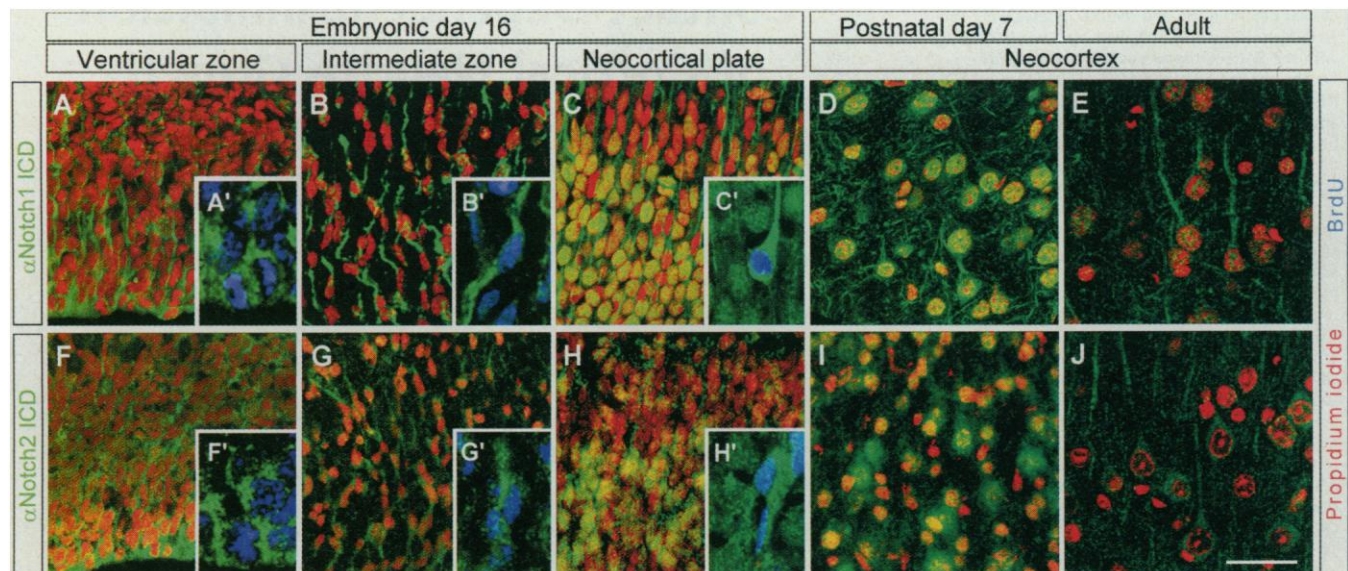 Embryonic day 16 Postnatal day 7 Adult
Ventricular zone Intermediate zone Neocortical plate Neocortex
αNotch1 ICD
A
A'
B
B'
C
C'
D
E
BrdU
αNotch2 ICD
F
F'
G
G'
H
H'
I
J
Propidium iodide